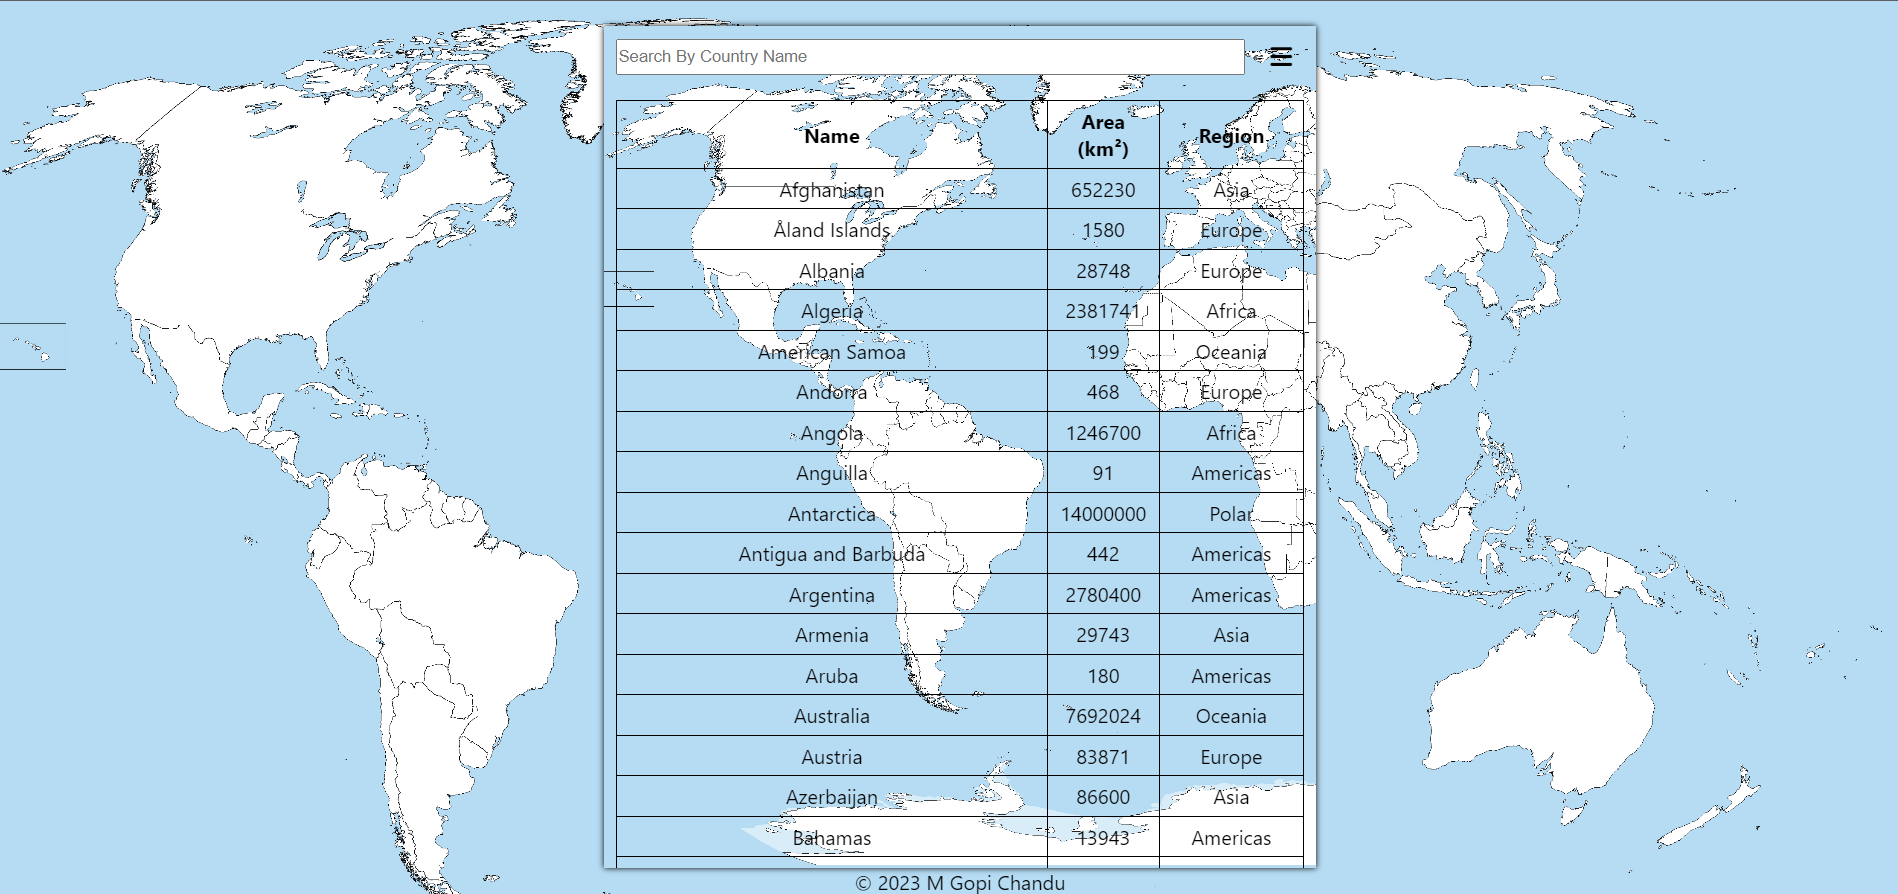 Search By Country Name
Name Area (km²) Region
Afghanistan 652230 Asia
Åland Islands 1580 Europe
Albania 28748 Europe
Algeria 2381741 Africa
American Samoa 199 Oceania
Andorra 468 Europe
Angola 1246700 Africa
Anguilla 91 Americas
Antarctica 14000000 Polar
Antigua and Barbuda 442 Americas
Argentina 2780400 Americas
Armenia 29743 Asia
Aruba 180 Americas
Australia 7692024 Oceania
Austria 83871 Europe
Azerbaijan 86600 Asia
Bahamas 13943 Americas
© 2023 M Gopi Chandu